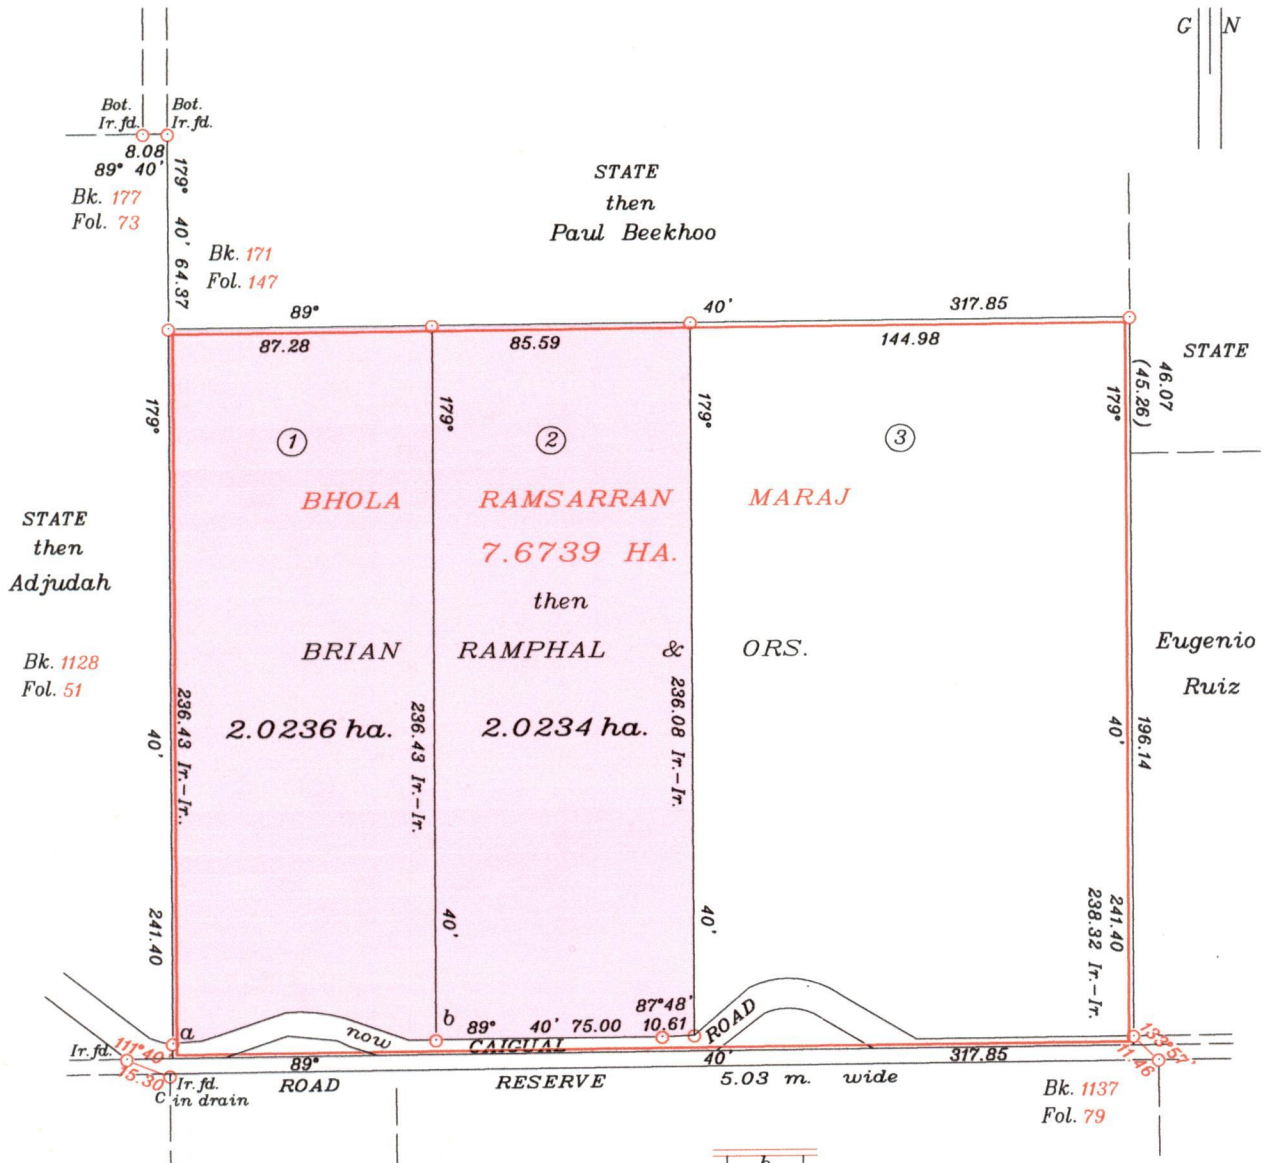 G N
Bot. Bot.
Ir. fd. Ir. fd.
8.08
89° 40'
Bk. 177
Fol. 73
179° 40' 64.37
Bk. 171
Fol. 147
STATE
then
Paul Beekhoo
89° 40' 317.85
87.28 85.59 144.98
STATE
46.07
(45.26)
179° 179° 179° 179°
1 2 3
BHOLA RAMSARRAN MARAJ
7.6739 HA.
then
BRIAN RAMPHAL & ORS.
STATE
then
Adjudah
Bk. 1128
Fol. 51
Eugenio
Ruiz
2.0236 ha. 2.0234 ha.
236.43 Ir.-Ir.. 236.43 Ir.-Ir. 236.08 Ir.-Ir.
40' 40' 196.14
241.40 40' 40' 241.40
238.32 Ir.-Ir.
87°48'
a b 89° 40' 75.00 10.61 ROAD
now CAIGUAL
Ir. fd. 111°40' 89° 40' 317.85 133°57'
15.30 11.46
Ir. fd. ROAD RESERVE 5.03 m. wide
c in drain
Bk. 1137
Fol. 79
b